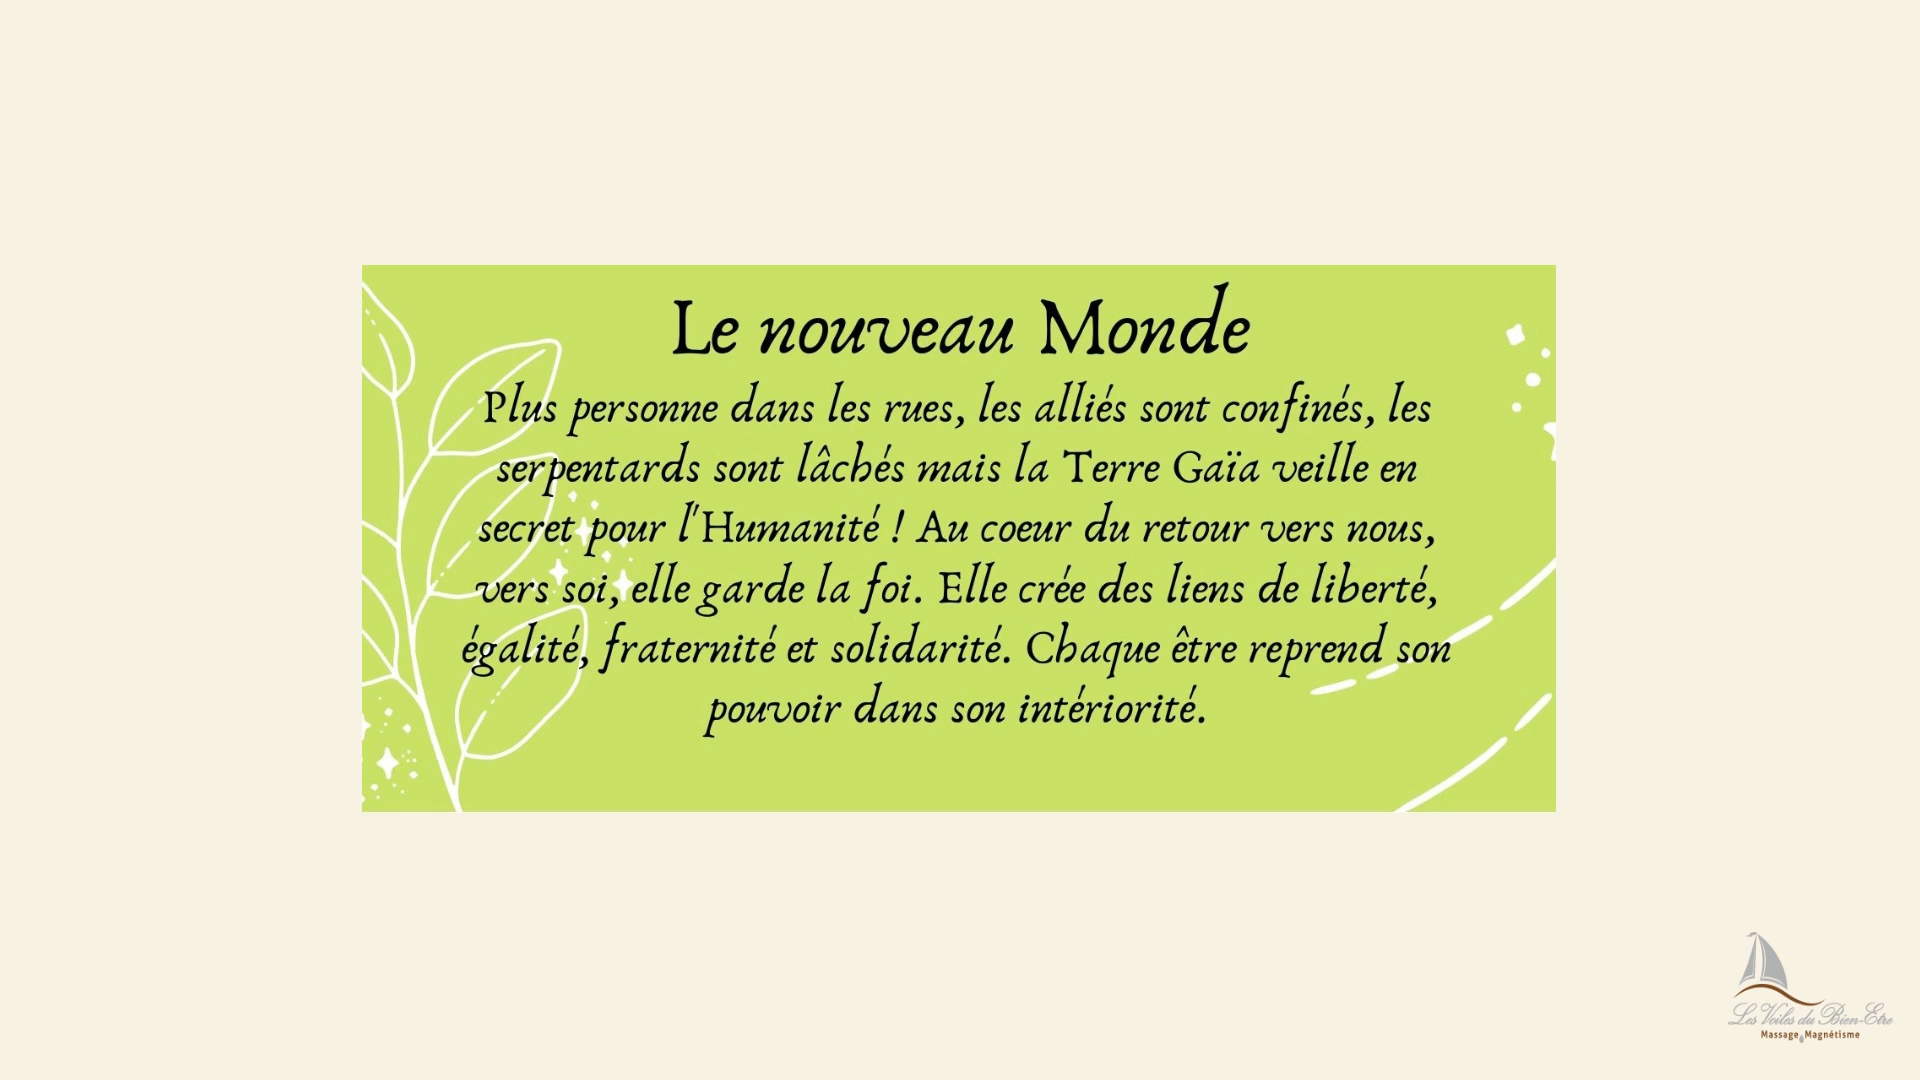 Le nouveau Monde
Plus personne dans les rues, les alliés sont confinés, les
serpentards sont lâchés mais la Terre Gaïa veille en
secret pour l'Humanité ! Au coeur du retour vers nous,
vers soi, elle garde la foi. Elle crée des liens de liberté,
égalité, fraternité et solidarité. Chaque être reprend son
pouvoir dans son intériorité.
Les Voiles du Bien-Etre
Massage Magnétisme